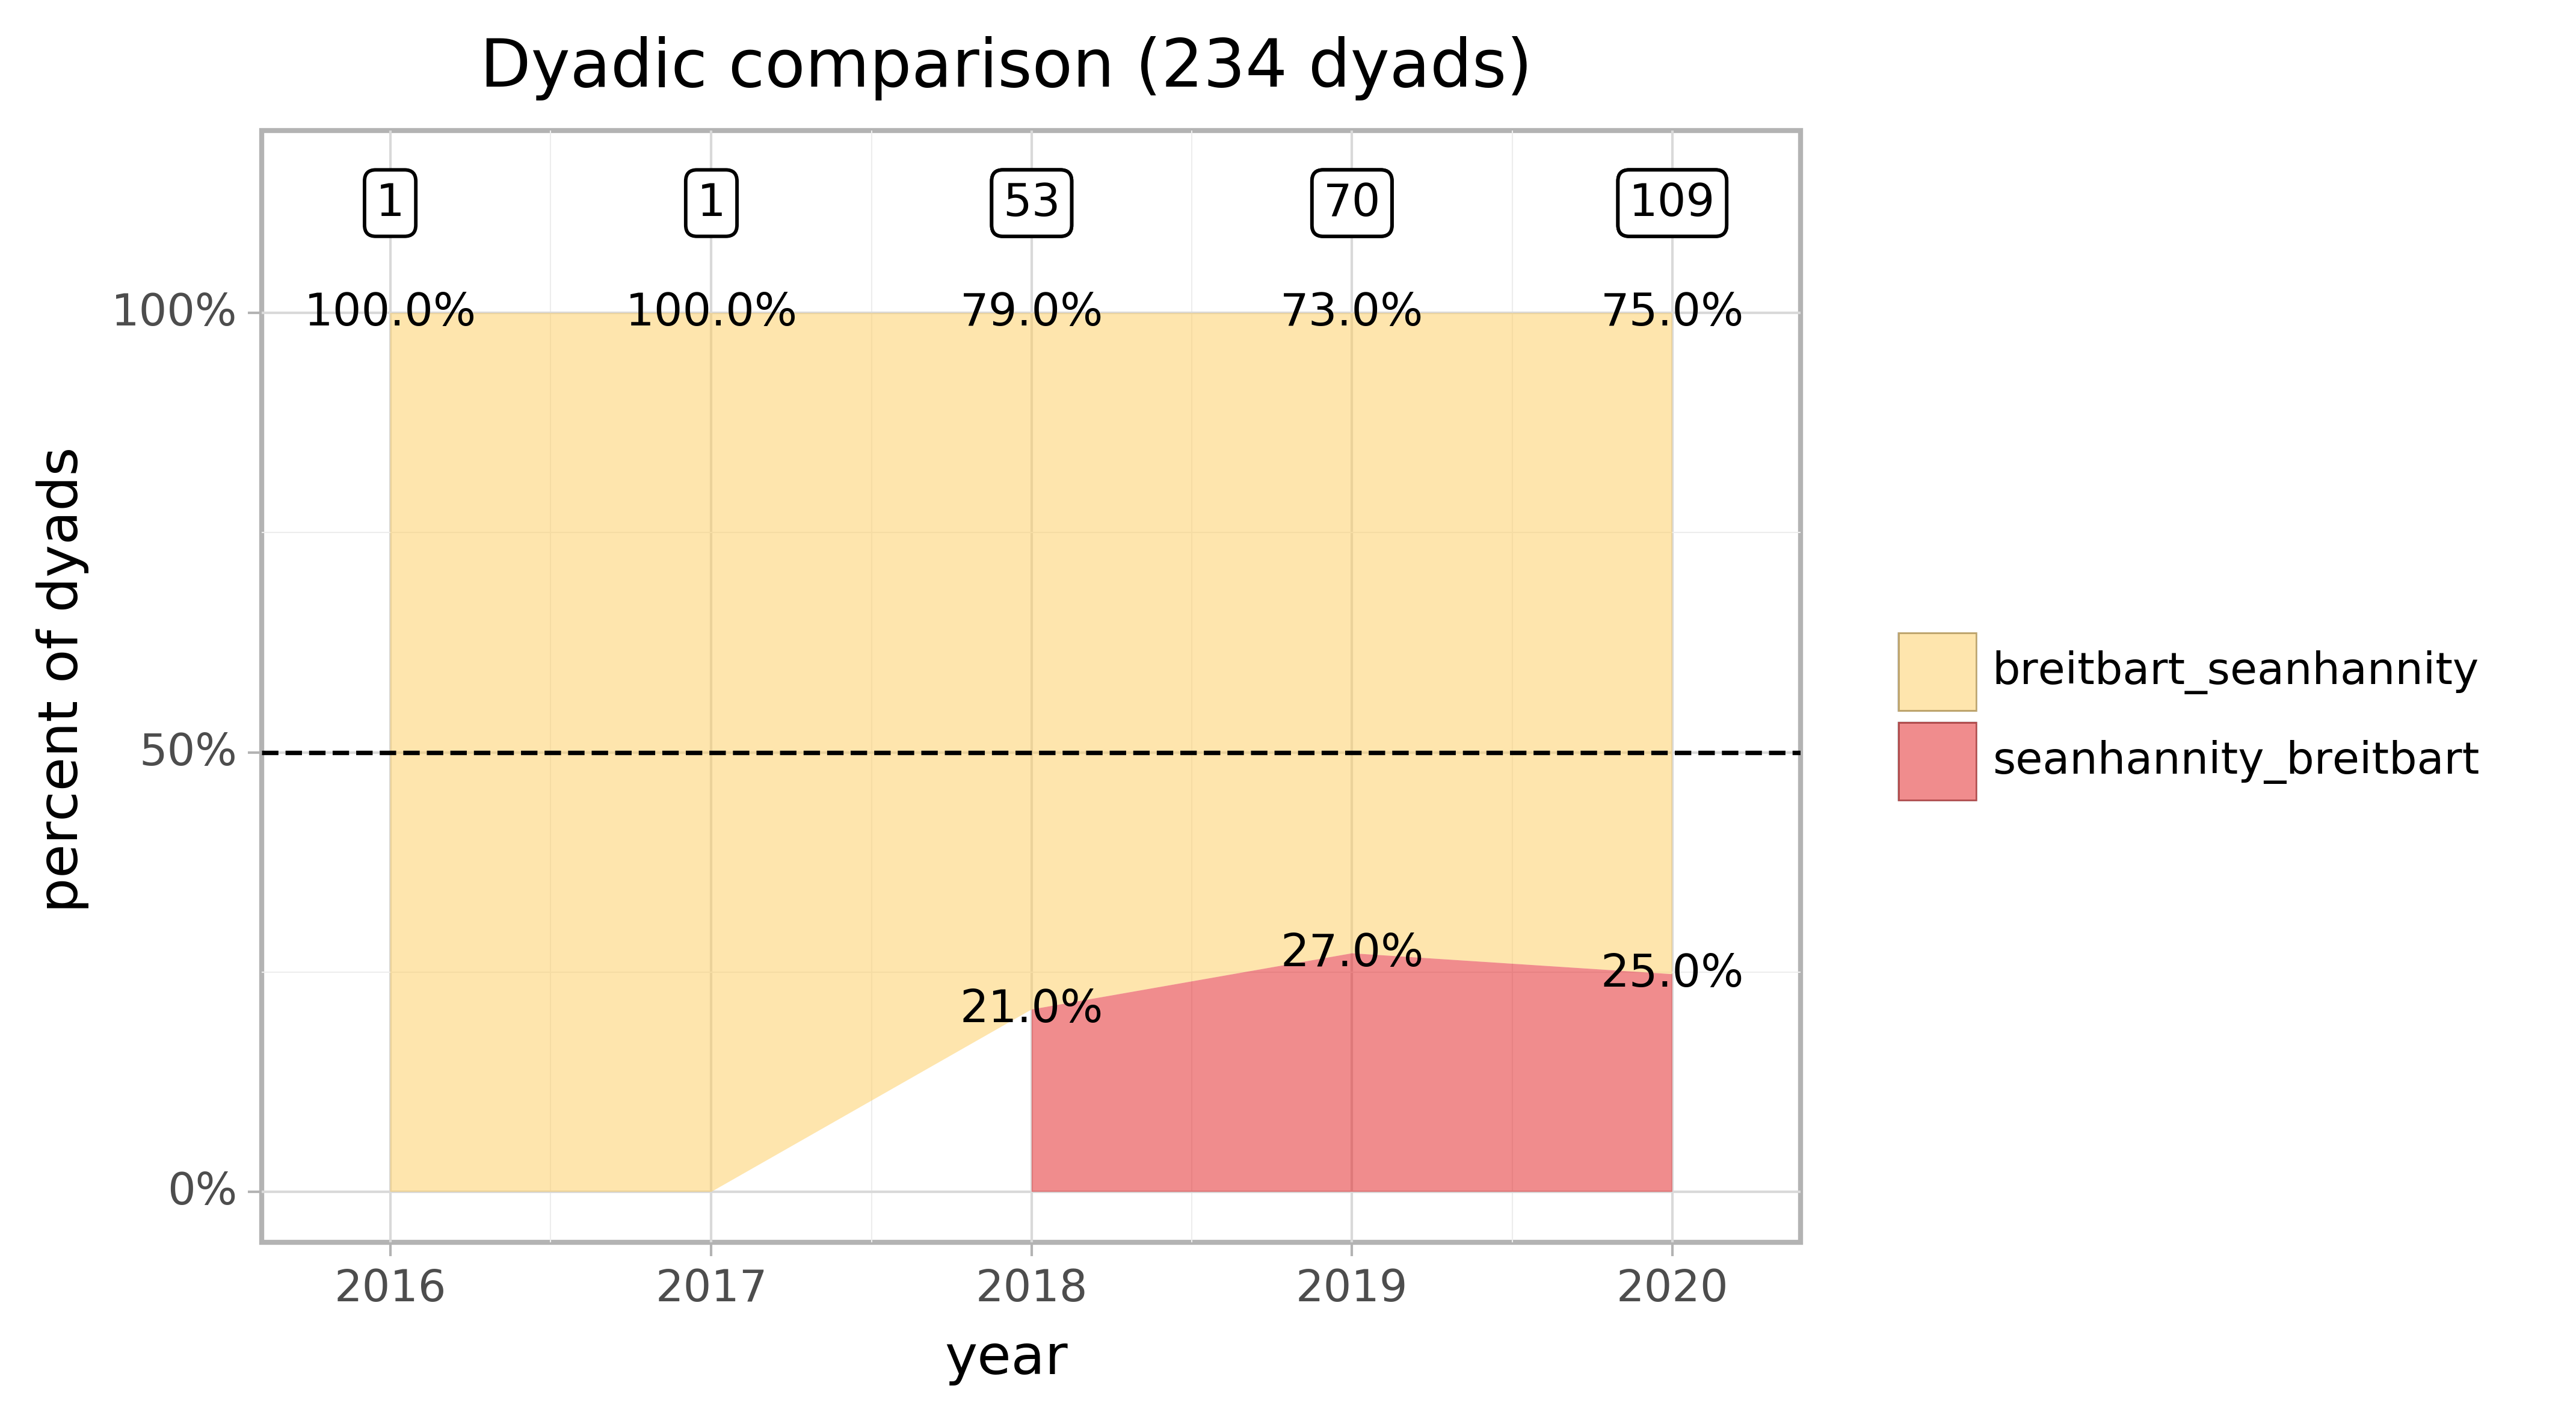 Dyadic comparison (234 dyads)
1 1 53 70 109
100% 100.0% 100.0% 79.0% 73.0% 75.0%
percent of dyads
breitbart_seanhannity
50%
seanhannity_breitbart
27.0%
25.0%
21.0%
0%
2016 2017 2018 2019 2020
year